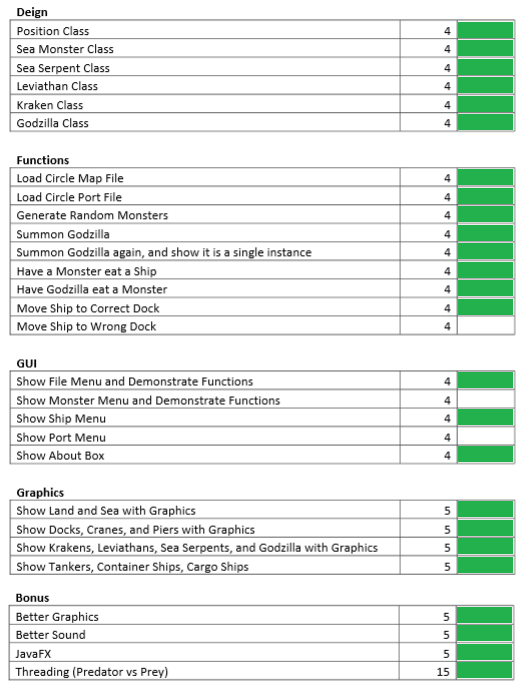 Deign
Position Class 4
Sea Monster Class 4
Sea Serpent Class 4
Leviathan Class 4
Kraken Class 4
Godzilla Class 4
Functions
Load Circle Map File 4
Load Circle Port File 4
Generate Random Monsters 4
Summon Godzilla 4
Summon Godzilla again, and show it is a single instance 4
Have a Monster eat a Ship 4
Have Godzilla eat a Monster 4
Move Ship to Correct Dock 4
Move Ship to Wrong Dock 4
GUI
Show File Menu and Demonstrate Functions 4
Show Monster Menu and Demonstrate Functions 4
Show Ship Menu 4
Show Port Menu 4
Show About Box 4
Graphics
Show Land and Sea with Graphics 5
Show Docks, Cranes, and Piers with Graphics 5
Show Krakens, Leviathans, Sea Serpents, and Godzilla with Graphics 5
Show Tankers, Container Ships, Cargo Ships 5
Bonus
Better Graphics 5
Better Sound 5
JavaFX 5
Threading (Predator vs Prey) 15